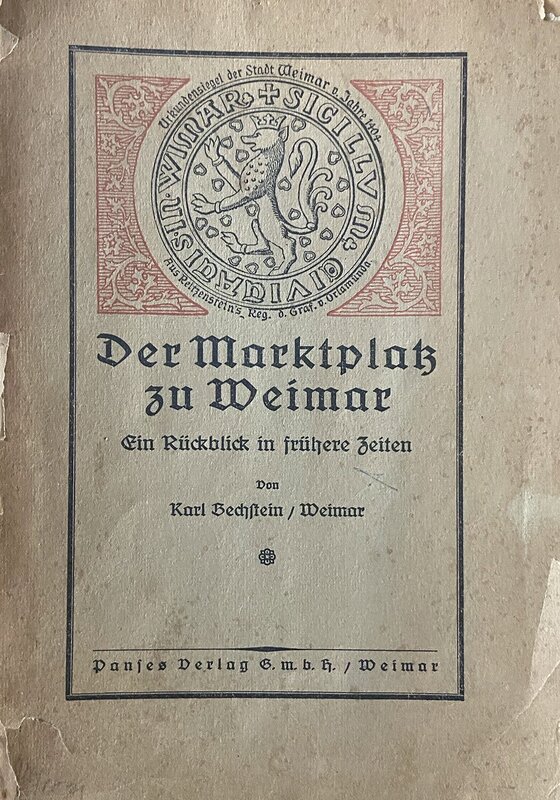 Urkundensiegel der Stadt Weimar v. Jahre 1404
✠ SIGILLVM CIVITATIS IN WIMAR
Aus Reitzenstein's Reg. d. Graf. v. Orlamünda
Der Marktplatz
zu Weimar
Ein Rückblick in frühere Zeiten
Von
Karl Bechstein / Weimar
Panses Verlag G. m. b. H. / Weimar